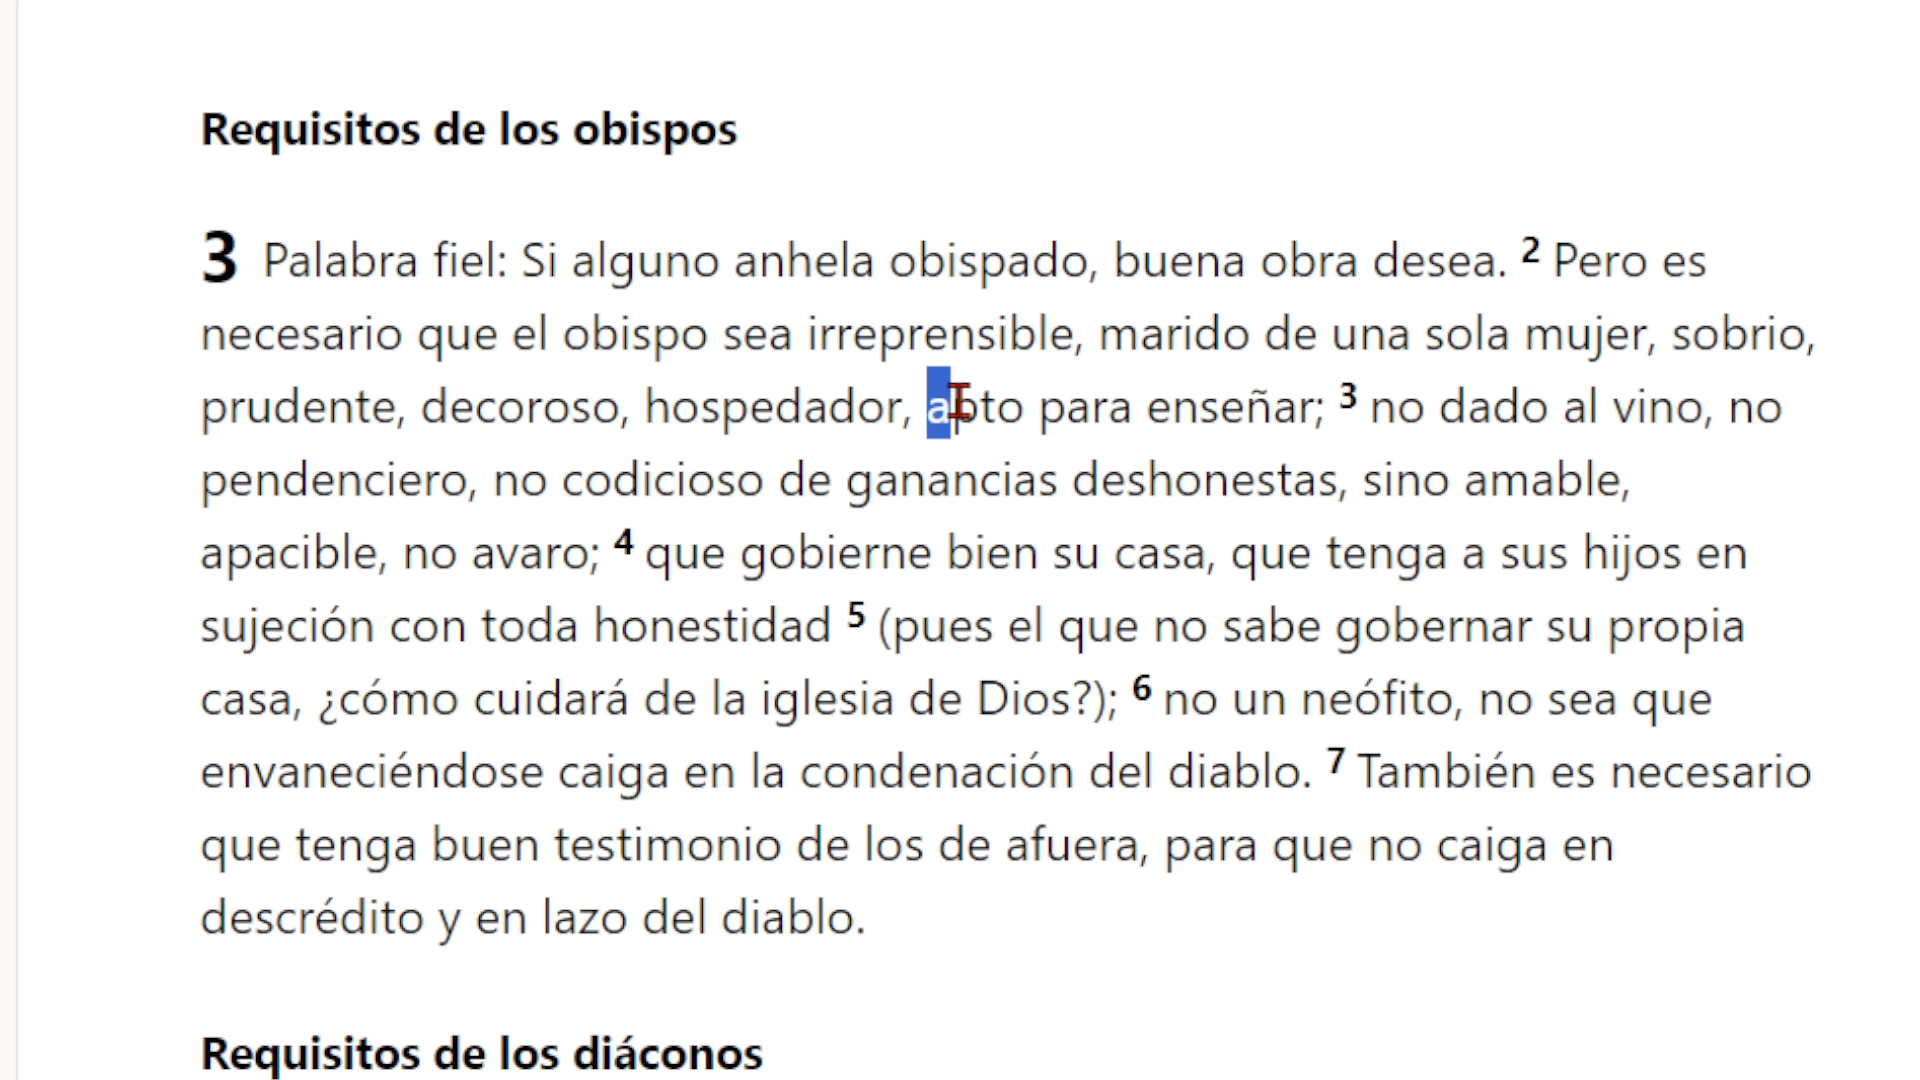 Requisitos de los obispos
3 Palabra fiel: Si alguno anhela obispado, buena obra desea. 2 Pero es
necesario que el obispo sea irreprensible, marido de una sola mujer, sobrio,
prudente, decoroso, hospedador, apto para enseñar; 3 no dado al vino, no
pendenciero, no codicioso de ganancias deshonestas, sino amable,
apacible, no avaro; 4 que gobierne bien su casa, que tenga a sus hijos en
sujeción con toda honestidad 5 (pues el que no sabe gobernar su propia
casa, ¿cómo cuidará de la iglesia de Dios?); 6 no un neófito, no sea que
envaneciéndose caiga en la condenación del diablo. 7 También es necesario
que tenga buen testimonio de los de afuera, para que no caiga en
descrédito y en lazo del diablo.
Requisitos de los diáconos